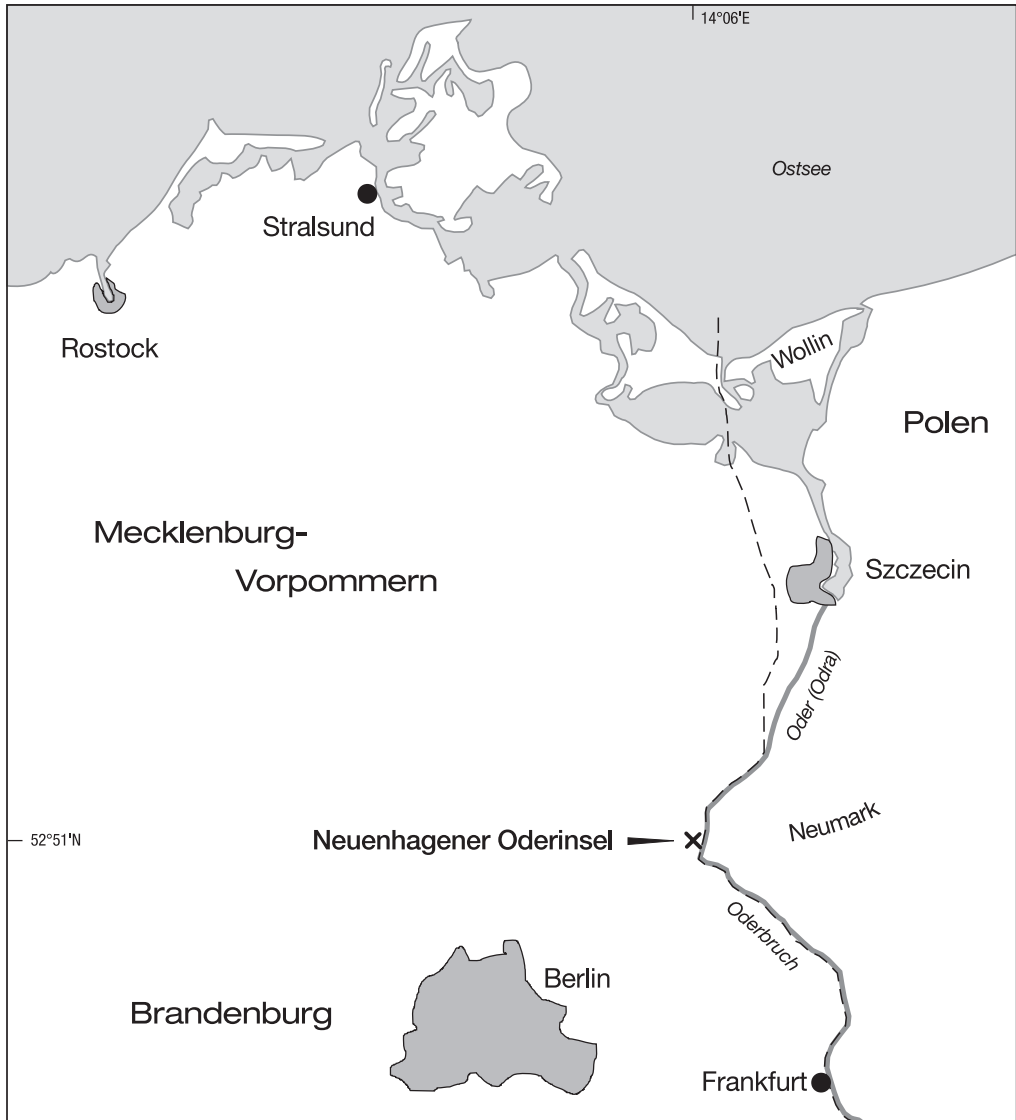 14°06'E
Ostsee
Stralsund
Rostock
Wollin
Polen
Mecklenburg-
Vorpommern
Szczecin
Oder (Odra)
Neumark
52°51'N
Neuenhagener Oderinsel
Oderbruch
Berlin
Brandenburg
Frankfurt